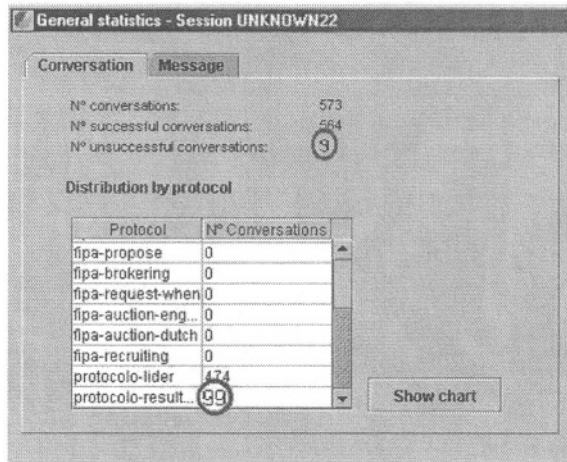 General statistics - Session UNKNOWN22
Conversation Message
Nº conversations: 573
Nº successful conversations: 564
Nº unsuccessful conversations: 9
Distribution by protocol
Protocol Nº Conversations
fipa-propose 0
fipa-brokering 0
fipa-request-when 0
fipa-auction-eng... 0
fipa-auction-dutch 0
fipa-recruiting 0
protocolo-lider 474
protocolo-result... 99
Show chart